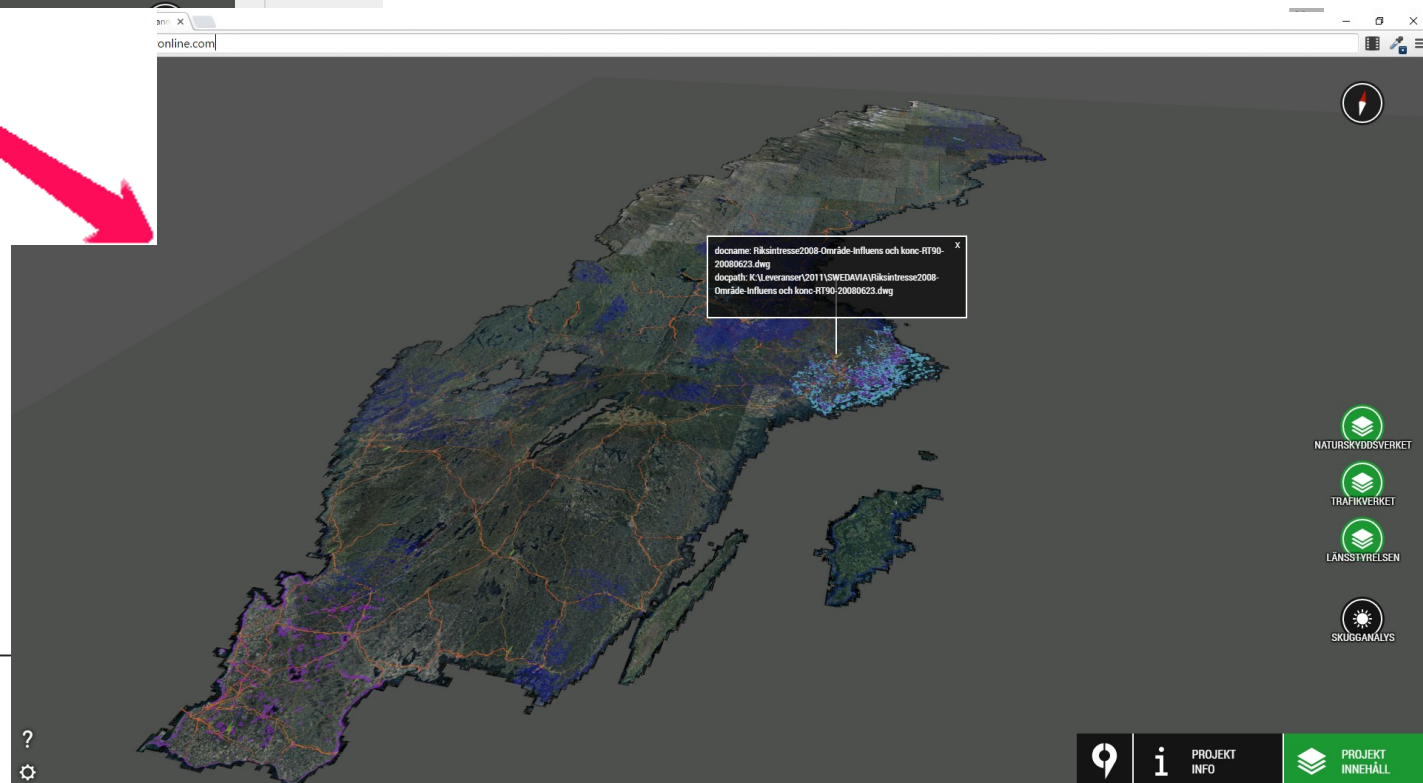 online.com
docname: Riksintresse2008-Område-Influens och konc-RT90-
20080623.dwg
docpath: K:\Leveranser\2011\SWEDAVIA\Riksintresse2008-
Område-Influens och konc-RT90-20080623.dwg
x
NATURSKYDDSVERKET
TRAFIKVERKET
LÄNSSTYRELSEN
SKUGGANALYS
?
i
PROJEKT
INFO
PROJEKT
INNEHÅLL